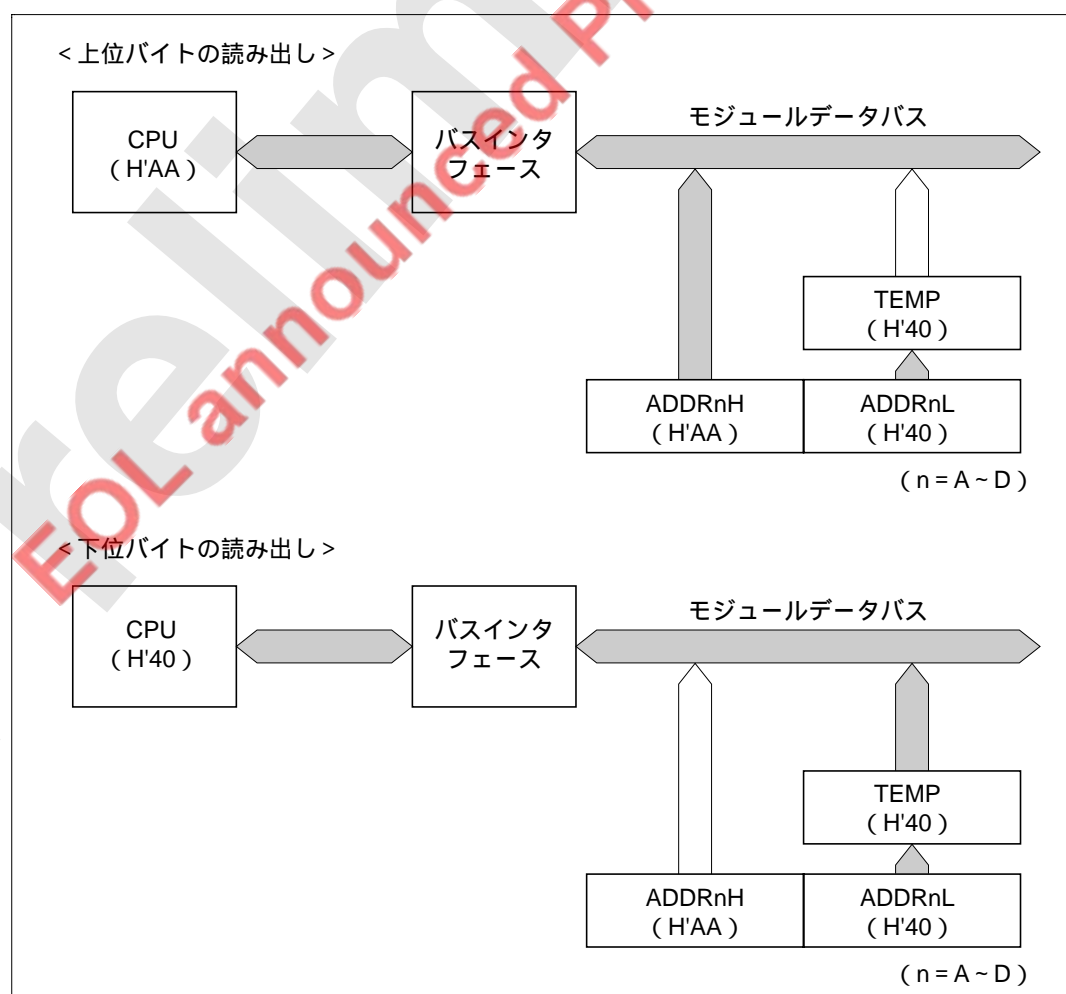 ＜上位バイトの読み出し＞
CPU
（H'AA）
バスインタ
フェース
モジュールデータバス
TEMP
（H'40）
ADDRnH
（H'AA）
ADDRnL
（H'40）
（n = A ~ D）
＜下位バイトの読み出し＞
CPU
（H'40）
バスインタ
フェース
モジュールデータバス
TEMP
（H'40）
ADDRnH
（H'AA）
ADDRnL
（H'40）
（n = A ~ D）
EOL announced